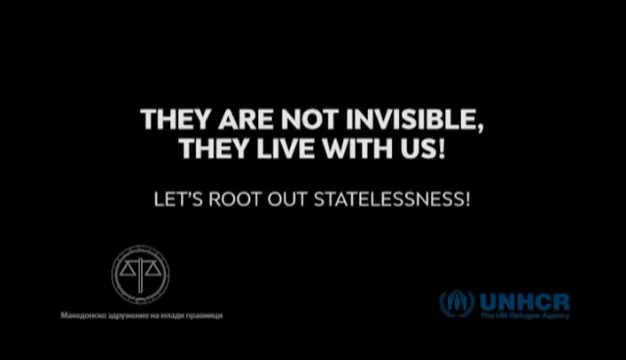 THEY ARE NOT INVISIBLE,
THEY LIVE WITH US!
LET'S ROOT OUT STATELESSNESS!
Македонско здружение на млади правници
UNHCR
The UN Refugee Agency